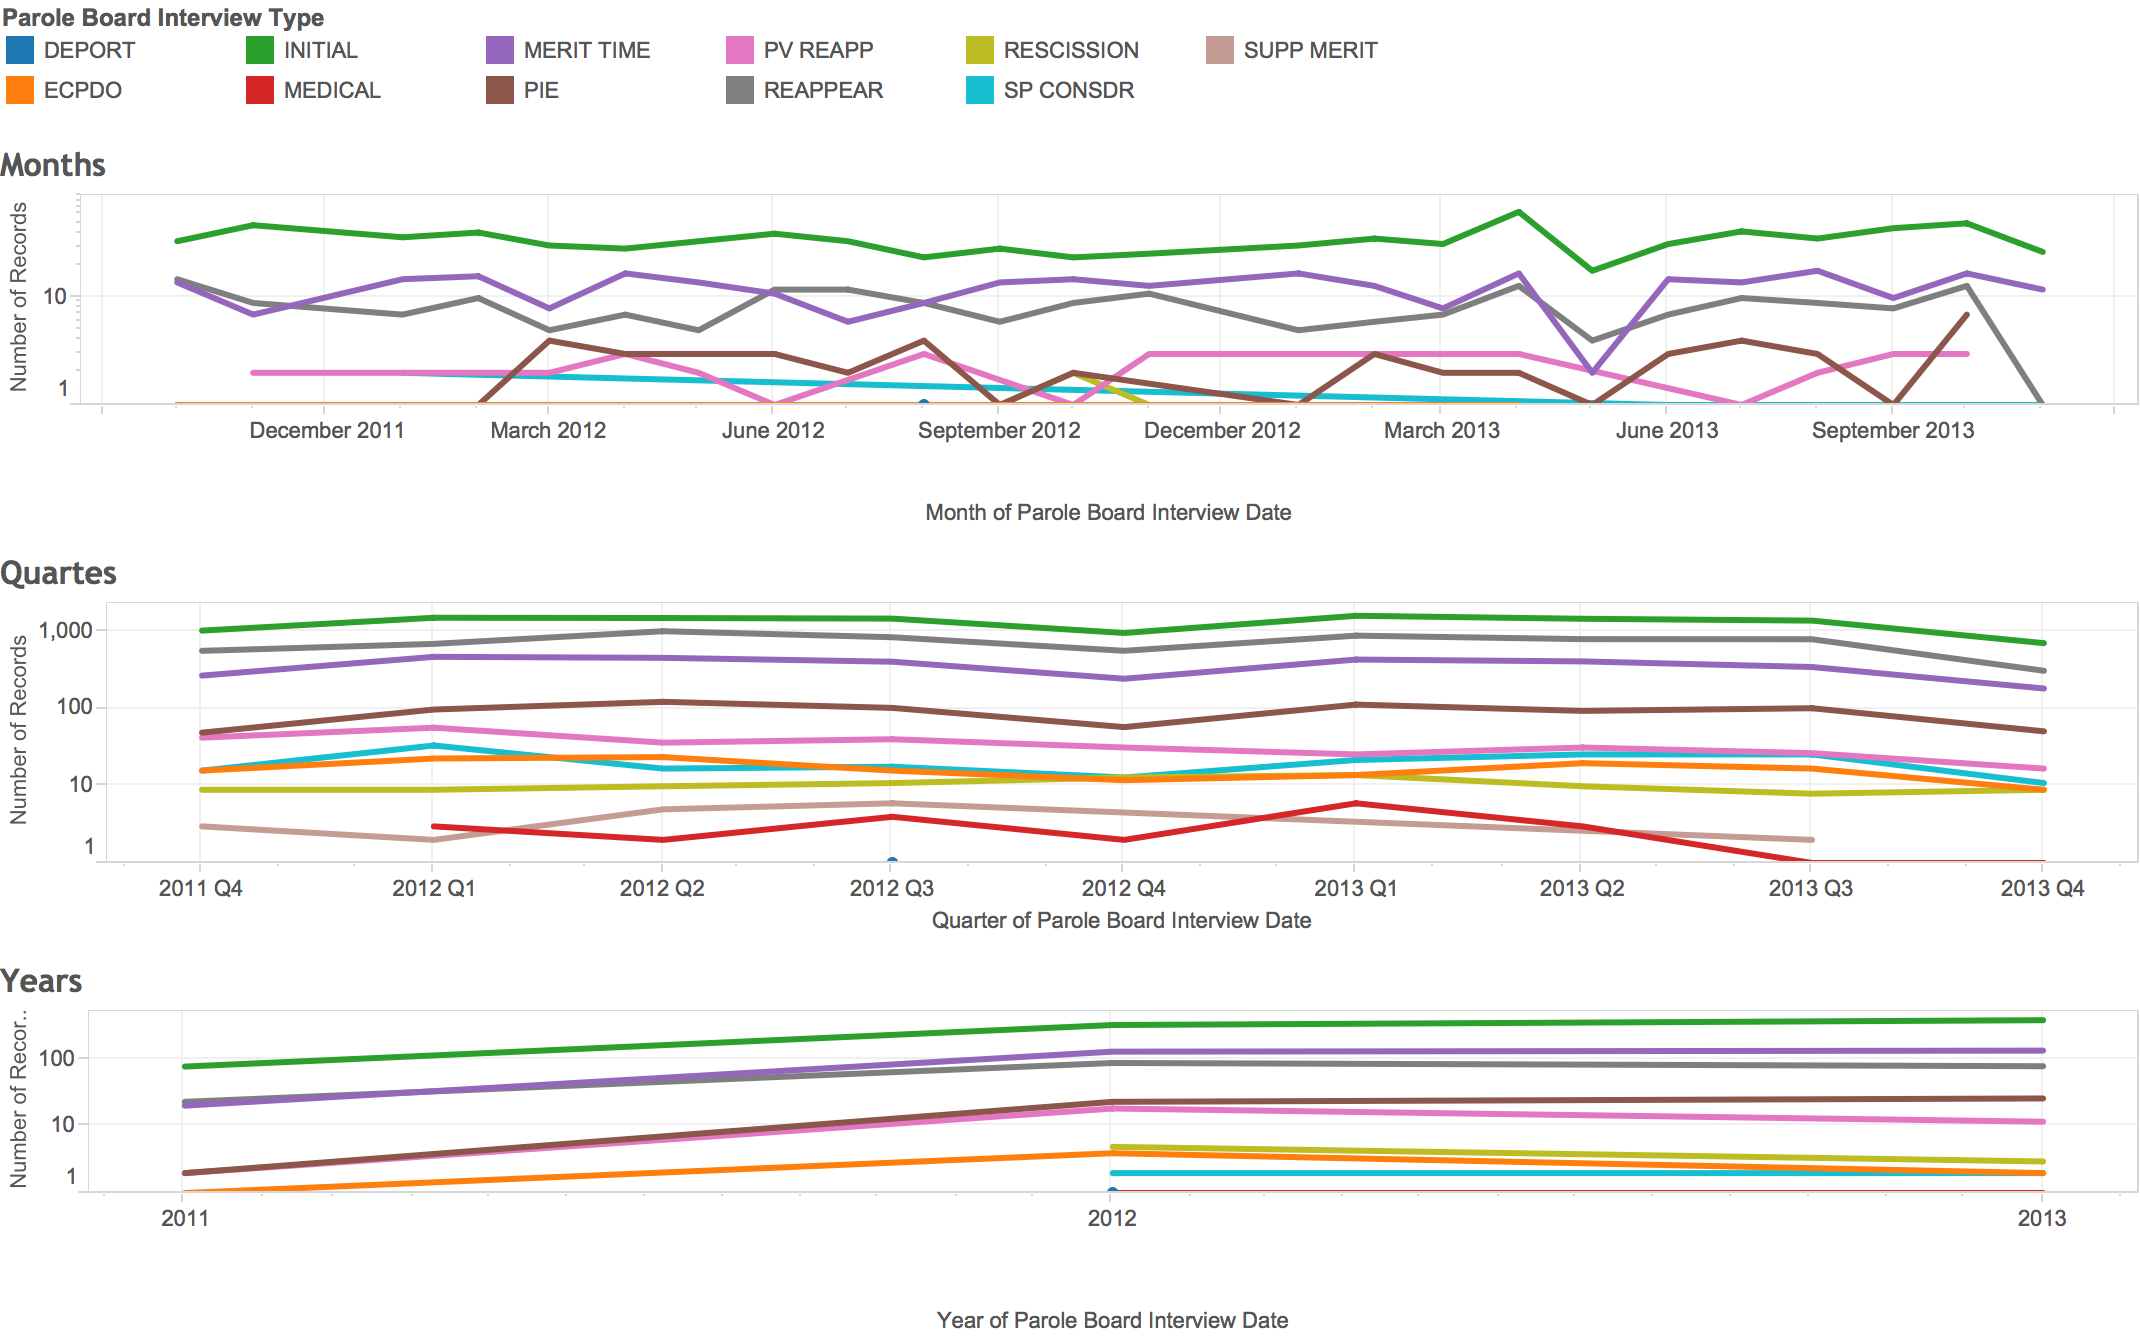 Parole Board Interview Type
DEPORT INITIAL MERIT TIME PV REAPP RESCISSION SUPP MERIT
ECPDO MEDICAL PIE REAPPEAR SP CONSDR
Months
Number of Records
10
1
December 2011 March 2012 June 2012 September 2012 December 2012 March 2013 June 2013 September 2013
Month of Parole Board Interview Date
Quartes
Number of Records
1,000
100
10
1
2011 Q4 2012 Q1 2012 Q2 2012 Q3 2012 Q4 2013 Q1 2013 Q2 2013 Q3 2013 Q4
Quarter of Parole Board Interview Date
Years
Number of Recor..
100
10
1
2011 2012 2013
Year of Parole Board Interview Date